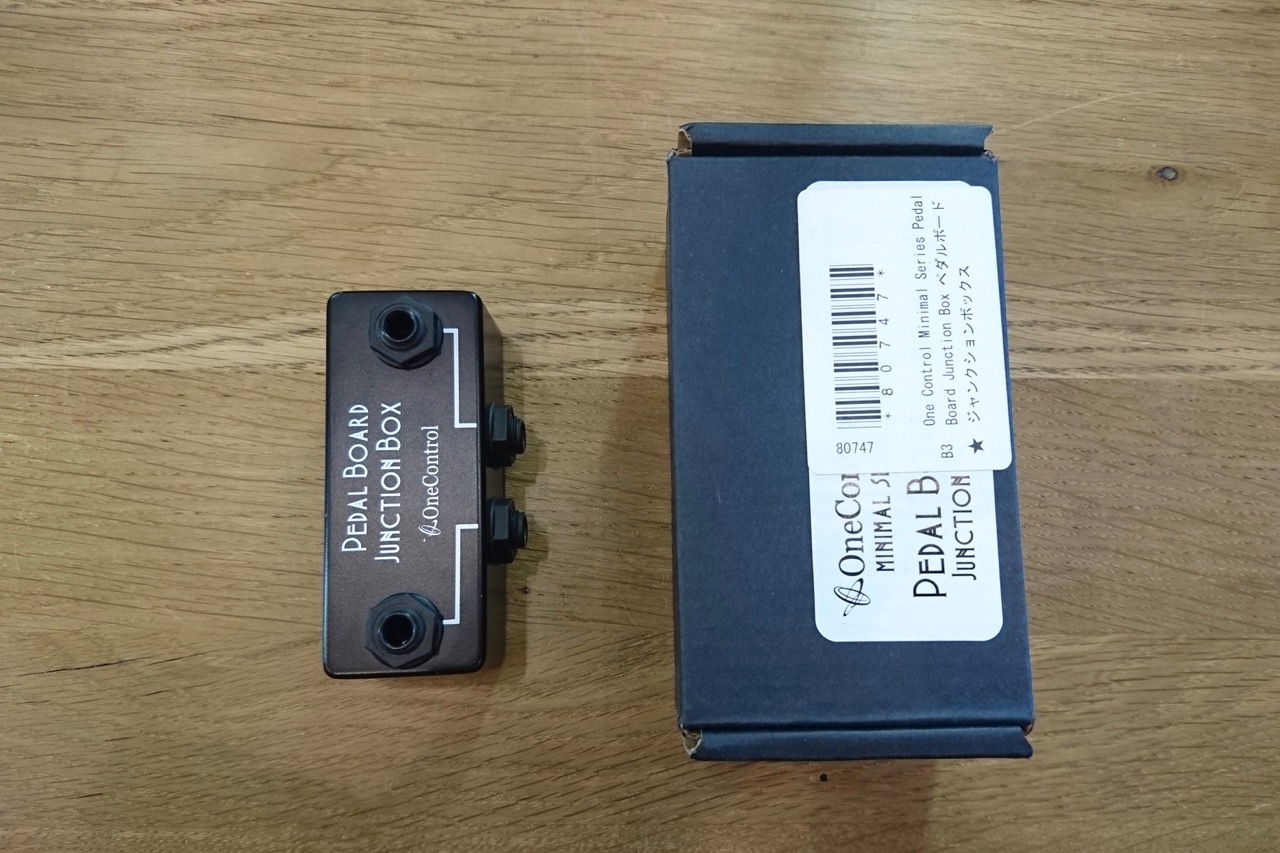 PEDAL BOARD
JUNCTION BOX
OneControl
80747
*80747*
One Control Minimal Series Pedal
B3 Board Junction Box ペダルボード
★ ジャンクションボックス
OneCon
MINIMAL
PEDAL B
JUNCTION